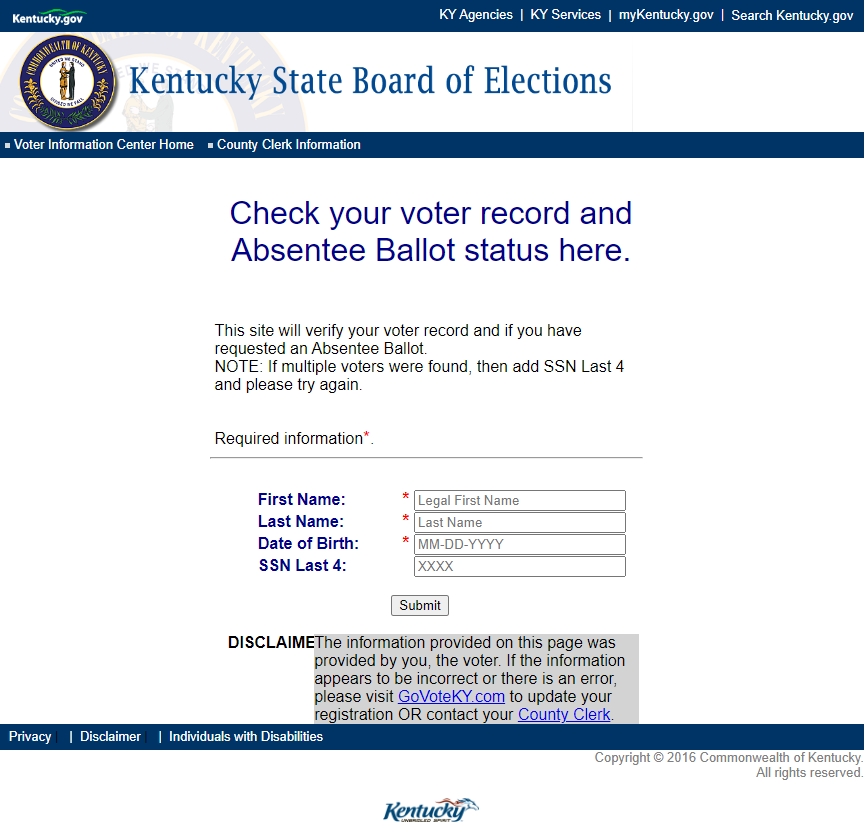 Kentucky.gov KY Agencies | KY Services | myKentucky.gov | Search Kentucky.gov
Kentucky State Board of Elections
Voter Information Center Home County Clerk Information
Check your voter record and
Absentee Ballot status here.
This site will verify your voter record and if you have
requested an Absentee Ballot.
NOTE: If multiple voters were found, then add SSN Last 4
and please try again.
Required information*.
First Name: * Legal First Name
Last Name: * Last Name
Date of Birth: * MM-DD-YYYY
SSN Last 4: XXXX
Submit
DISCLAIME The information provided on this page was
provided by you, the voter. If the information
appears to be incorrect or there is an error,
please visit GoVoteKY.com to update your
registration OR contact your County Clerk.
Privacy | Disclaimer | Individuals with Disabilities
Copyright © 2016 Commonwealth of Kentucky.
All rights reserved.
Kentucky
UNBRIDLED SPIRIT